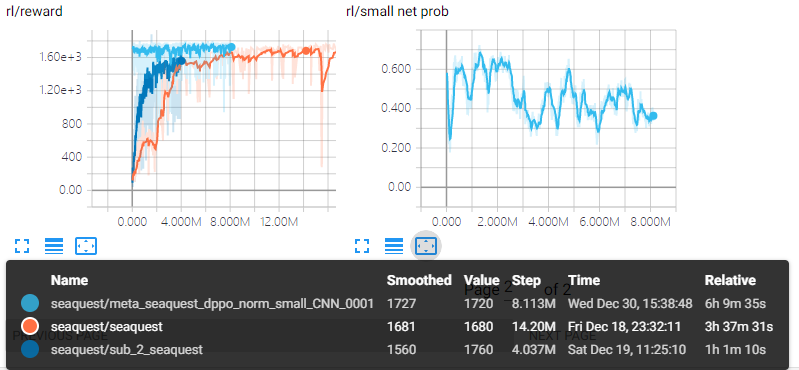 rl/reward rl/small net prob
1.60e+3
1.20e+3
800
400
0.00
0.000 4.000M 8.000M 12.00M
0.600
0.400
0.200
0.00
0.000 2.000M 4.000M 6.000M 8.000M
Page 2 of 2
PREVIOUS PAGE NEXT PAGE
Name Smoothed Value Step Time Relative
seaquest/meta_seaquest_dppo_norm_small_CNN_0001 1727 1720 8.113M Wed Dec 30, 15:38:48 6h 9m 35s
seaquest/seaquest 1681 1680 14.20M Fri Dec 18, 23:32:11 3h 37m 31s
seaquest/sub_2_seaquest 1560 1760 4.037M Sat Dec 19, 11:25:10 1h 1m 10s